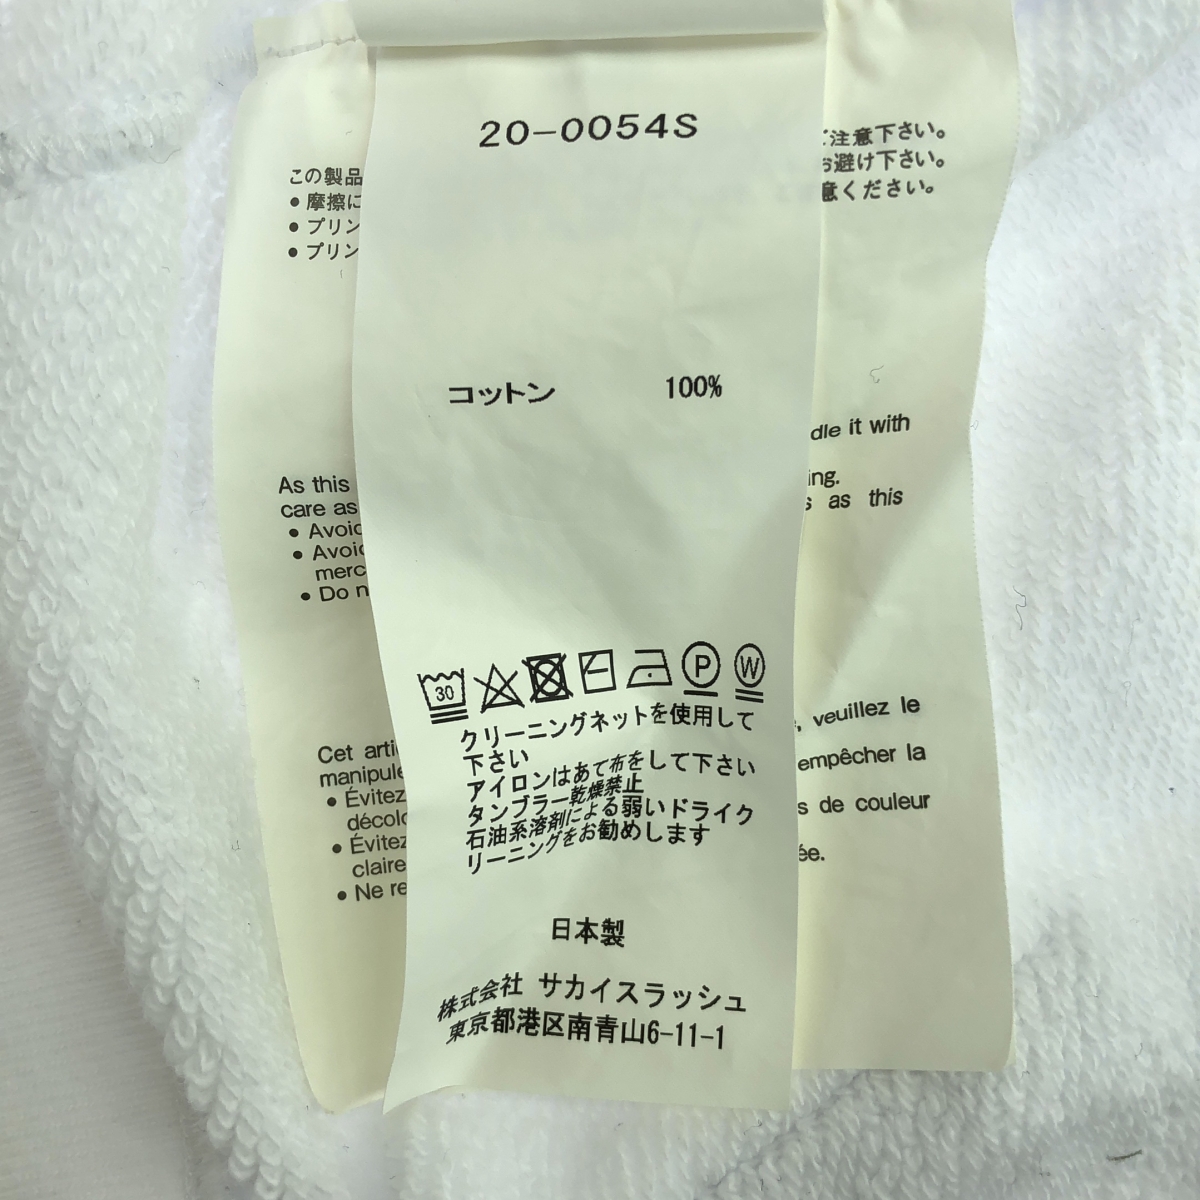 20-0054S
コットン 100%
30
P
W
クリーニングネットを使用して
下さい
アイロンはあて布をして下さい
タンブラー乾燥禁止
石油系溶剤による弱いドライク
リーニングをお勧めします
日本製
株式会社 サカイスラッシュ
東京都港区南青山6-11-1
この製品
• 摩擦に
• プリン
• プリン
ご注意下さい。
お避け下さい。
意ください。
As this
care as
• Avoid
• Avoid
merc
• Do n
dle it with
ing.
s as this
Cet arti
manipule
• Évitez
décolo
• Évitez
claire
• Ne re
, veuillez le
empêcher la
s de couleur
ée.